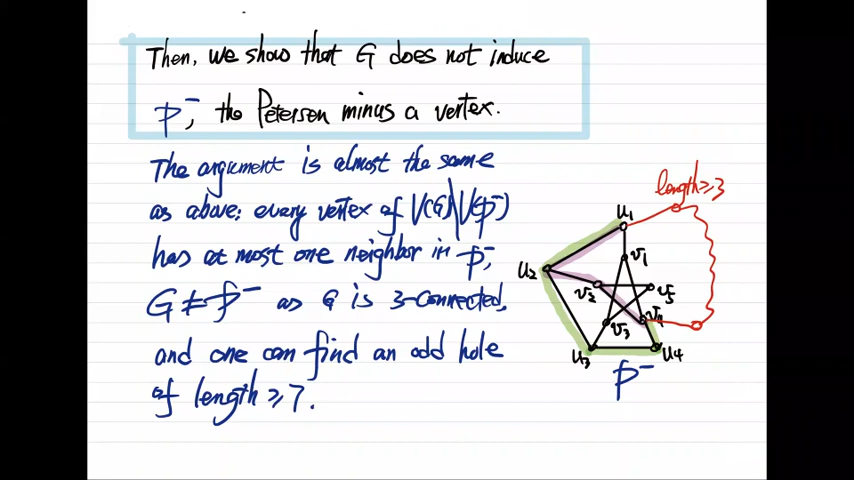 Then, we show that G does not induce
P⁻, the Peterson minus a vertex.
The argument is almost the same
as above: every vertex of V(G)\V(P⁻)
has at most one neighbor in P⁻,
G ≠ P⁻ as G is 3-connected,
and one can find an odd hole
of length ≥ 7.
length ≥ 3
u₁
v₁
u₂
v₂
v₅
v₄
v₃
u₃
u₄
P⁻